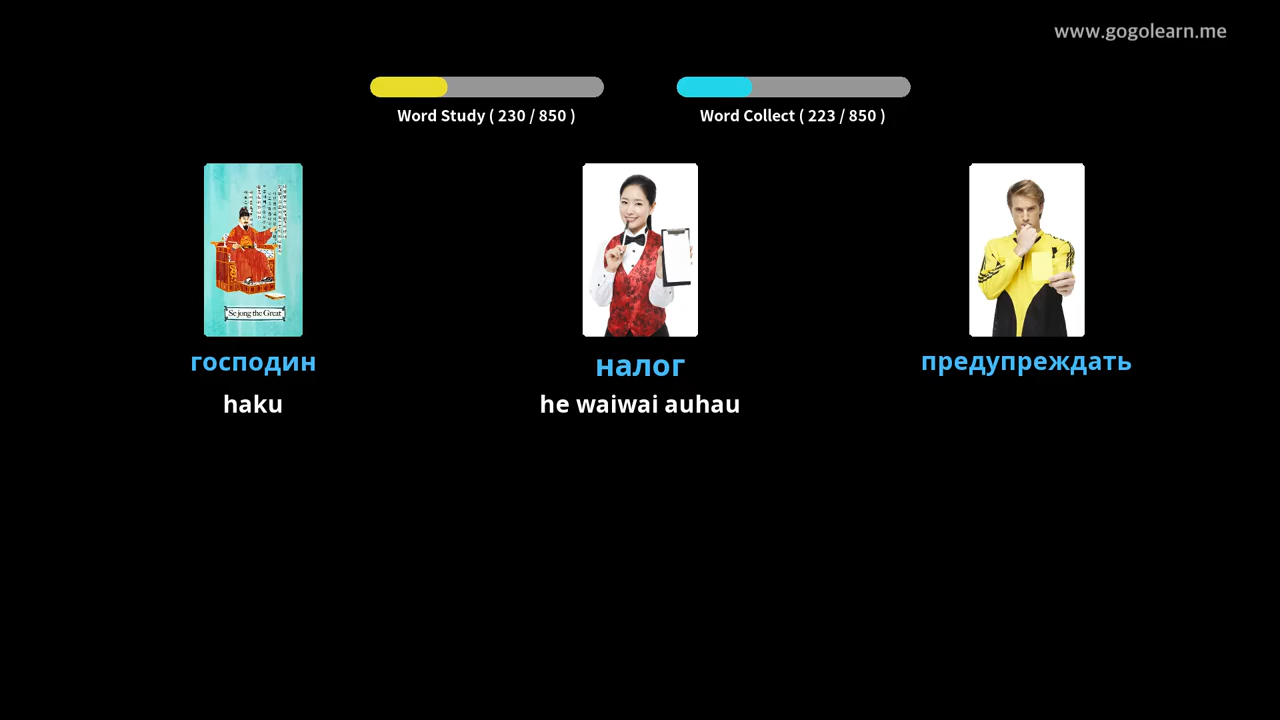 www.gogolearn.me
Word Study ( 230 / 850 )
Word Collect ( 223 / 850 )
Se jong the Great
господин
налог
предупреждать
haku
he waiwai auhau